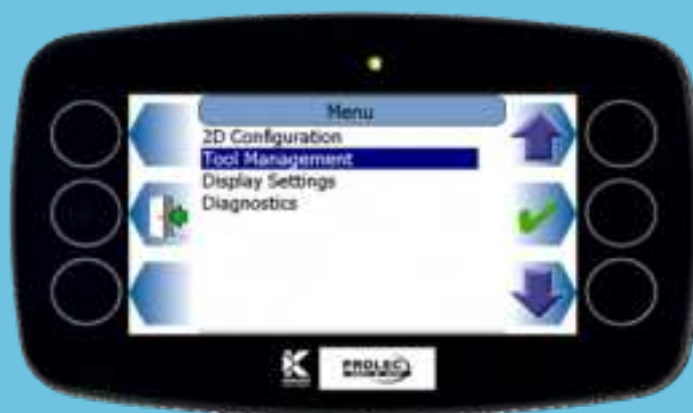 Menu
2D Configuration
Tool Management
Display Settings
Diagnostics
PROLEC